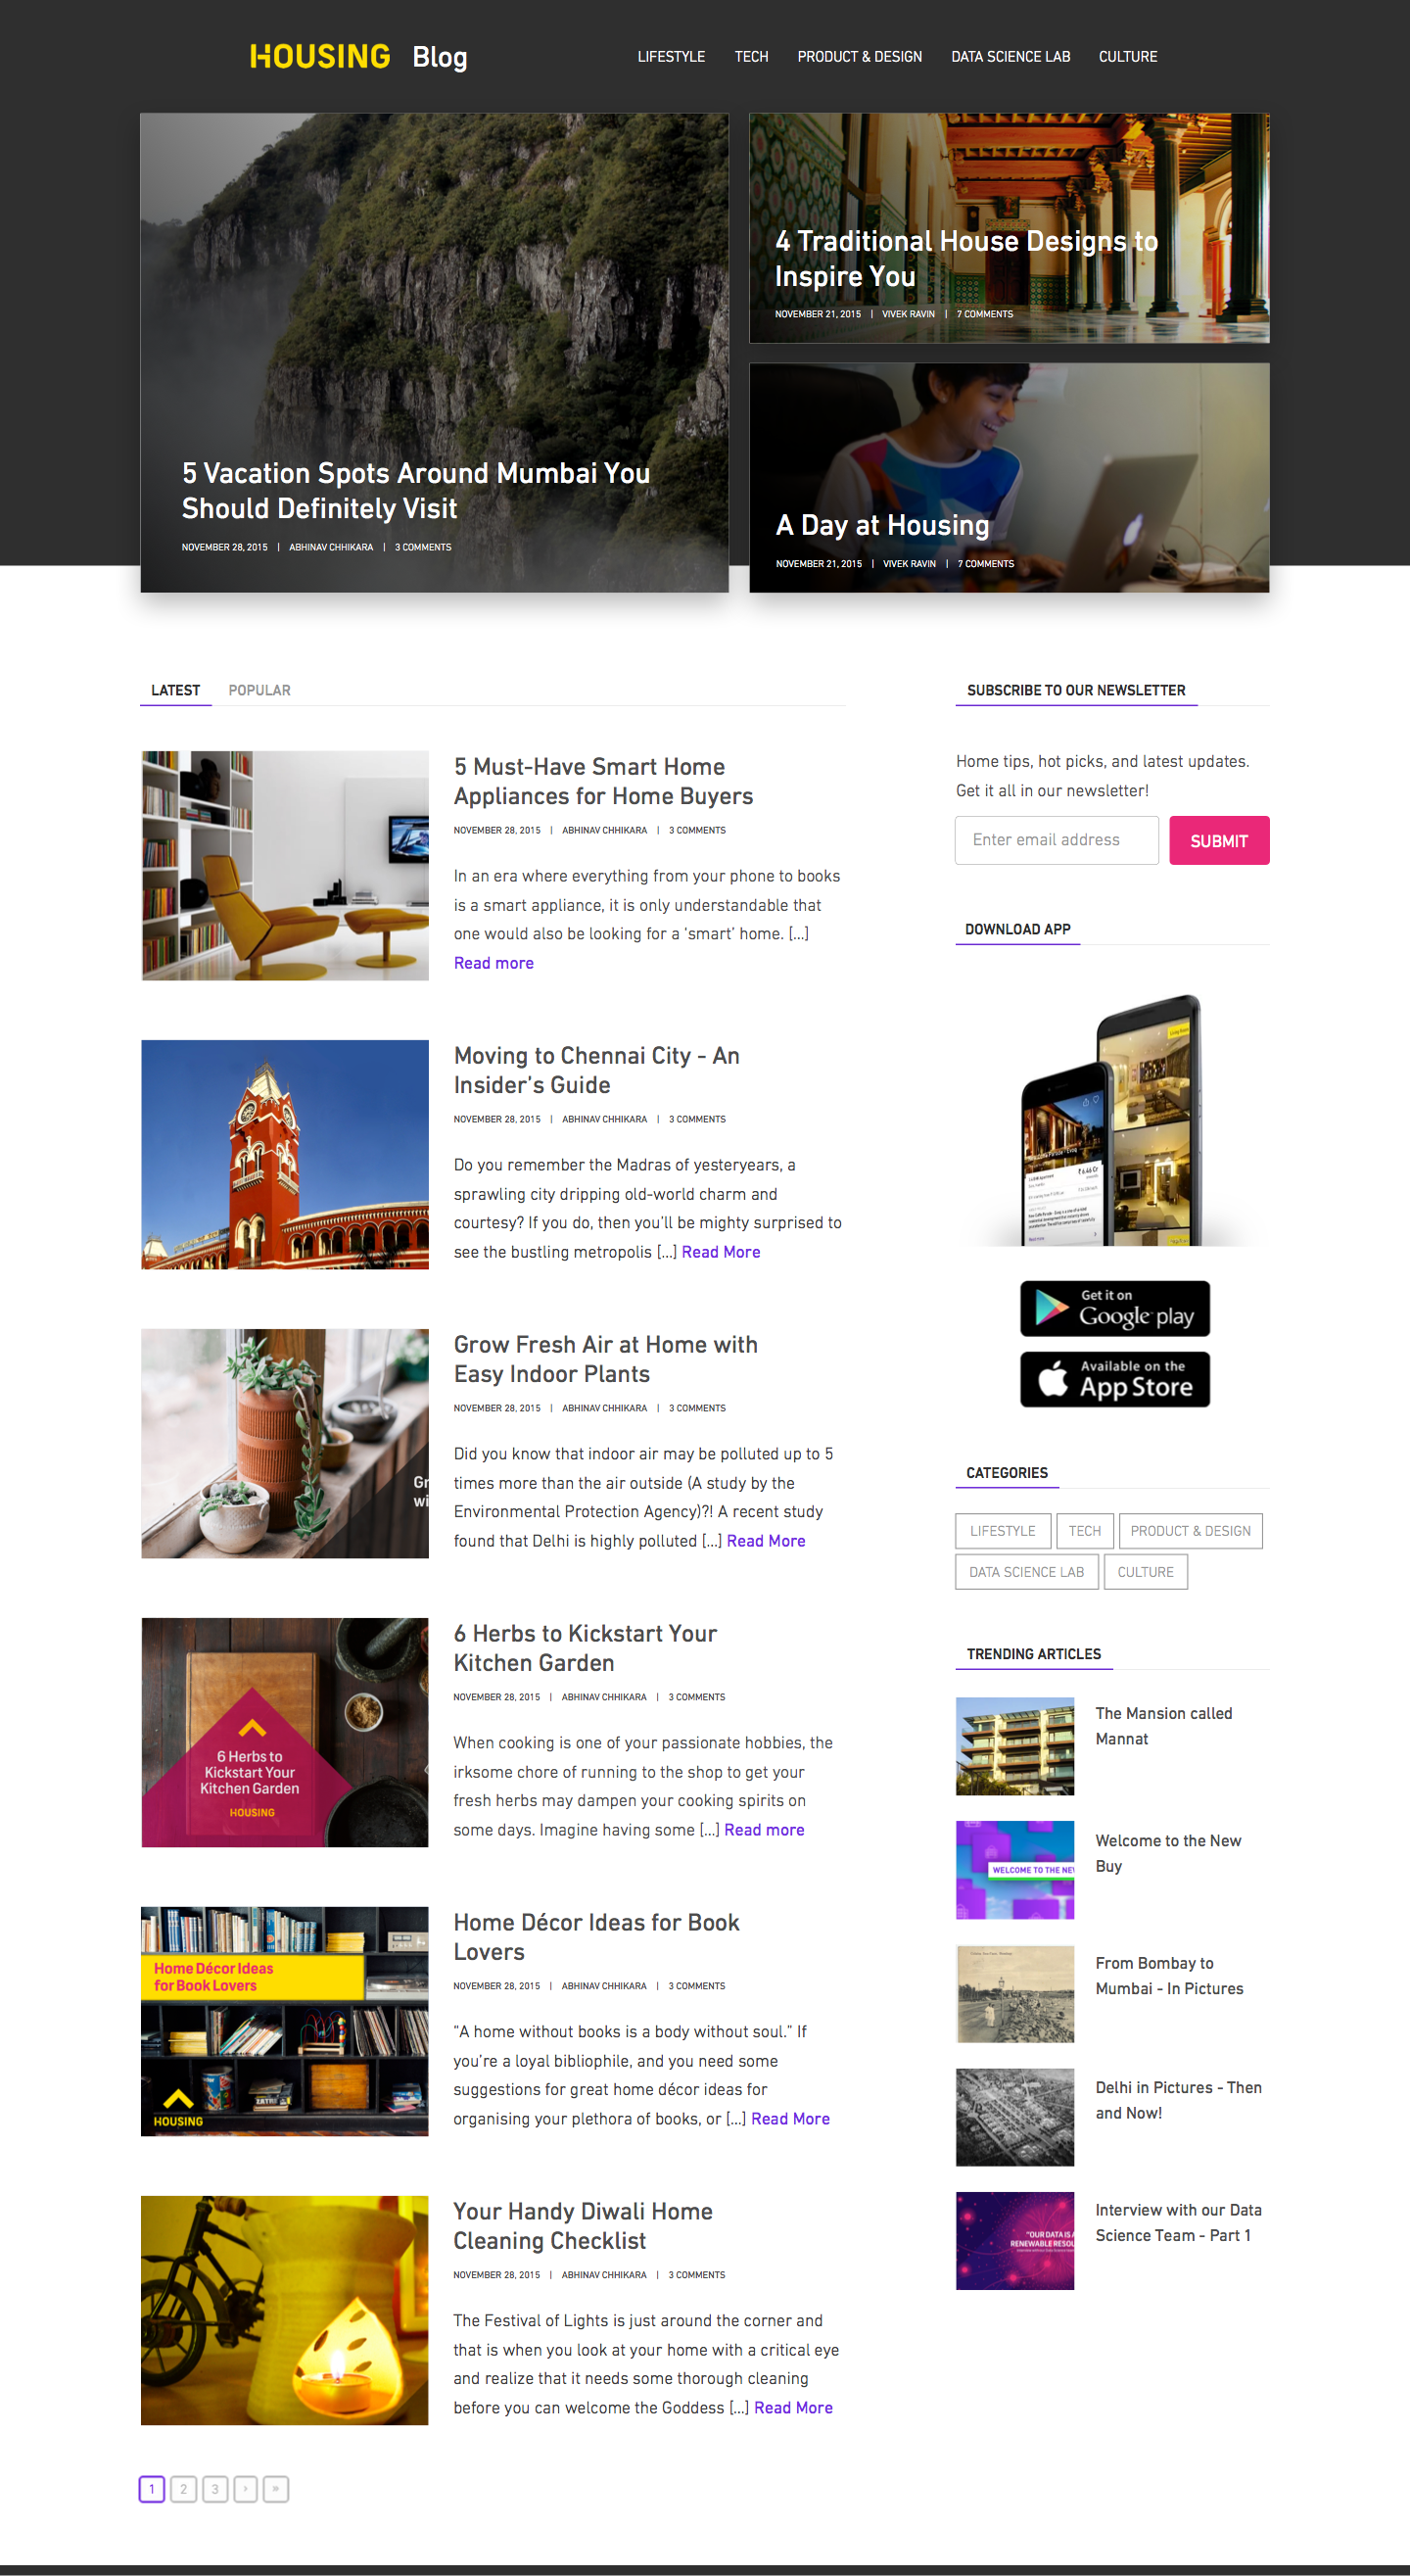 HOUSING Blog
LIFESTYLE TECH PRODUCT & DESIGN DATA SCIENCE LAB CULTURE
5 Vacation Spots Around Mumbai You
Should Definitely Visit
NOVEMBER 28, 2015 | ABHINAV CHHIKARA | 3 COMMENTS
4 Traditional House Designs to
Inspire You
NOVEMBER 21, 2015 | VIVEK RAVIN | 7 COMMENTS
A Day at Housing
NOVEMBER 21, 2015 | VIVEK RAVIN | 7 COMMENTS
LATEST POPULAR
5 Must-Have Smart Home
Appliances for Home Buyers
NOVEMBER 28, 2015 | ABHINAV CHHIKARA | 3 COMMENTS
In an era where everything from your phone to books
is a smart appliance, it is only understandable that
one would also be looking for a 'smart' home. [...]
Read more
Moving to Chennai City - An
Insider's Guide
NOVEMBER 28, 2015 | ABHINAV CHHIKARA | 3 COMMENTS
Do you remember the Madras of yesteryears, a
sprawling city dripping old-world charm and
courtesy? If you do, then you'll be mighty surprised to
see the bustling metropolis [...] Read More
Gr
wi
Grow Fresh Air at Home with
Easy Indoor Plants
NOVEMBER 28, 2015 | ABHINAV CHHIKARA | 3 COMMENTS
Did you know that indoor air may be polluted up to 5
times more than the air outside (A study by the
Environmental Protection Agency)?! A recent study
found that Delhi is highly polluted [...] Read More
6 Herbs to
Kickstart Your
Kitchen Garden
HOUSING
6 Herbs to Kickstart Your
Kitchen Garden
NOVEMBER 28, 2015 | ABHINAV CHHIKARA | 3 COMMENTS
When cooking is one of your passionate hobbies, the
irksome chore of running to the shop to get your
fresh herbs may dampen your cooking spirits on
some days. Imagine having some [...] Read more
Home Décor Ideas
for Book Lovers
HOUSING
Home Décor Ideas for Book
Lovers
NOVEMBER 28, 2015 | ABHINAV CHHIKARA | 3 COMMENTS
"A home without books is a body without soul." If
you're a loyal bibliophile, and you need some
suggestions for great home décor ideas for
organising your plethora of books, or [...] Read More
Your Handy Diwali Home
Cleaning Checklist
NOVEMBER 28, 2015 | ABHINAV CHHIKARA | 3 COMMENTS
The Festival of Lights is just around the corner and
that is when you look at your home with a critical eye
and realize that it needs some thorough cleaning
before you can welcome the Goddess [...] Read More
1 2 3 › »
SUBSCRIBE TO OUR NEWSLETTER
Home tips, hot picks, and latest updates.
Get it all in our newsletter!
Enter email address SUBMIT
DOWNLOAD APP
₹ 6.46 Cr
Get it on
Google play
Available on the
App Store
CATEGORIES
LIFESTYLE TECH PRODUCT & DESIGN
DATA SCIENCE LAB CULTURE
TRENDING ARTICLES
The Mansion called
Mannat
WELCOME TO THE NEW
Welcome to the New
Buy
From Bombay to
Mumbai - In Pictures
Delhi in Pictures - Then
and Now!
"OUR DATA IS A
RENEWABLE RESOU
Interview with our Data
Science Team - Part 1